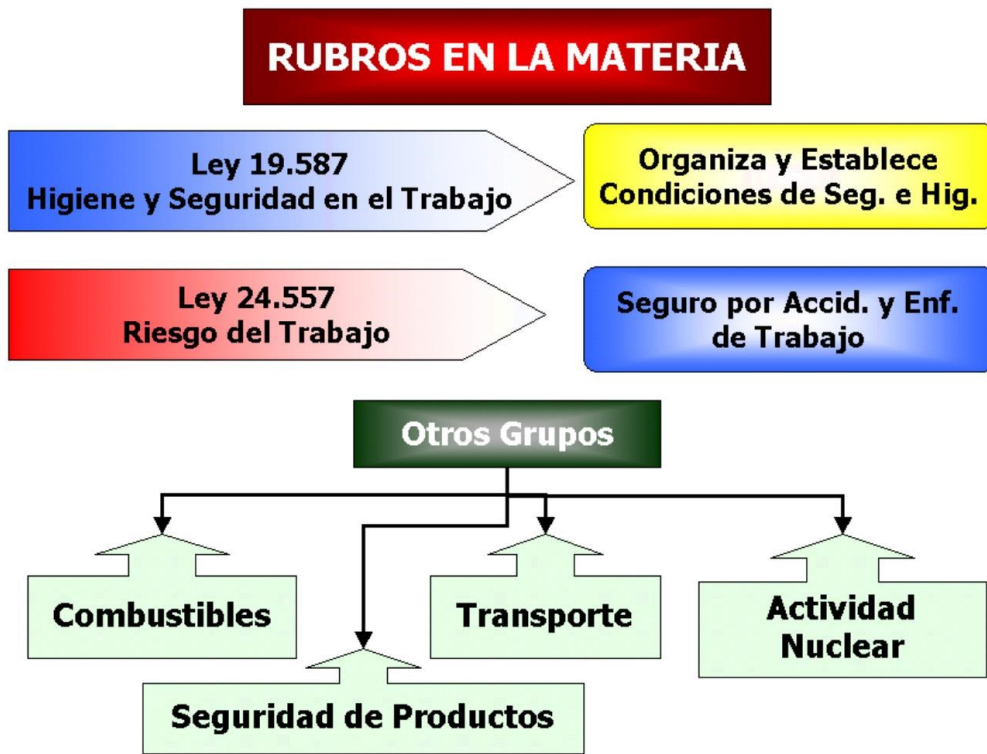 RUBROS EN LA MATERIA
Ley 19.587
Higiene y Seguridad en el Trabajo
Organiza y Establece
Condiciones de Seg. e Hig.
Ley 24.557
Riesgo del Trabajo
Seguro por Accid. y Enf.
de Trabajo
Otros Grupos
Combustibles
Transporte
Actividad
Nuclear
Seguridad de Productos